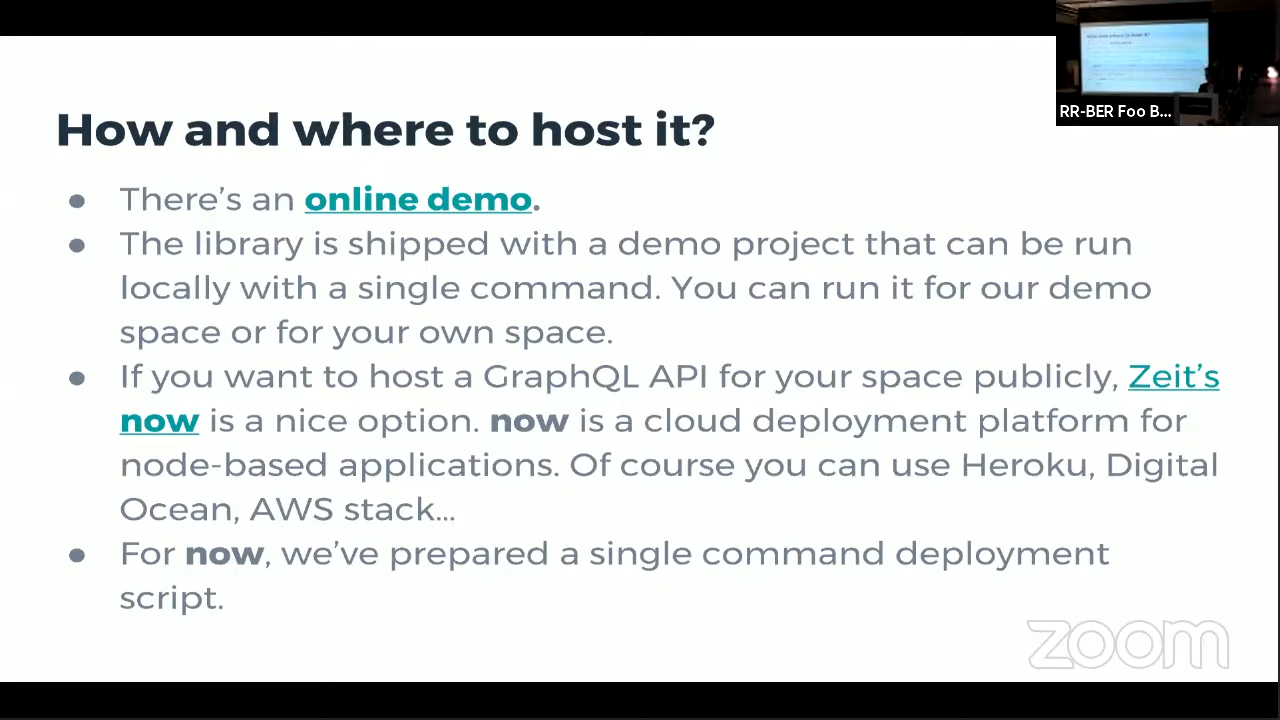 How and where to host it?
● There’s an online demo.
● The library is shipped with a demo project that can be run
locally with a single command. You can run it for our demo
space or for your own space.
● If you want to host a GraphQL API for your space publicly, Zeit’s
now is a nice option. now is a cloud deployment platform for
node-based applications. Of course you can use Heroku, Digital
Ocean, AWS stack…
● For now, we’ve prepared a single command deployment
script.
RR-BER Foo B...
zoom